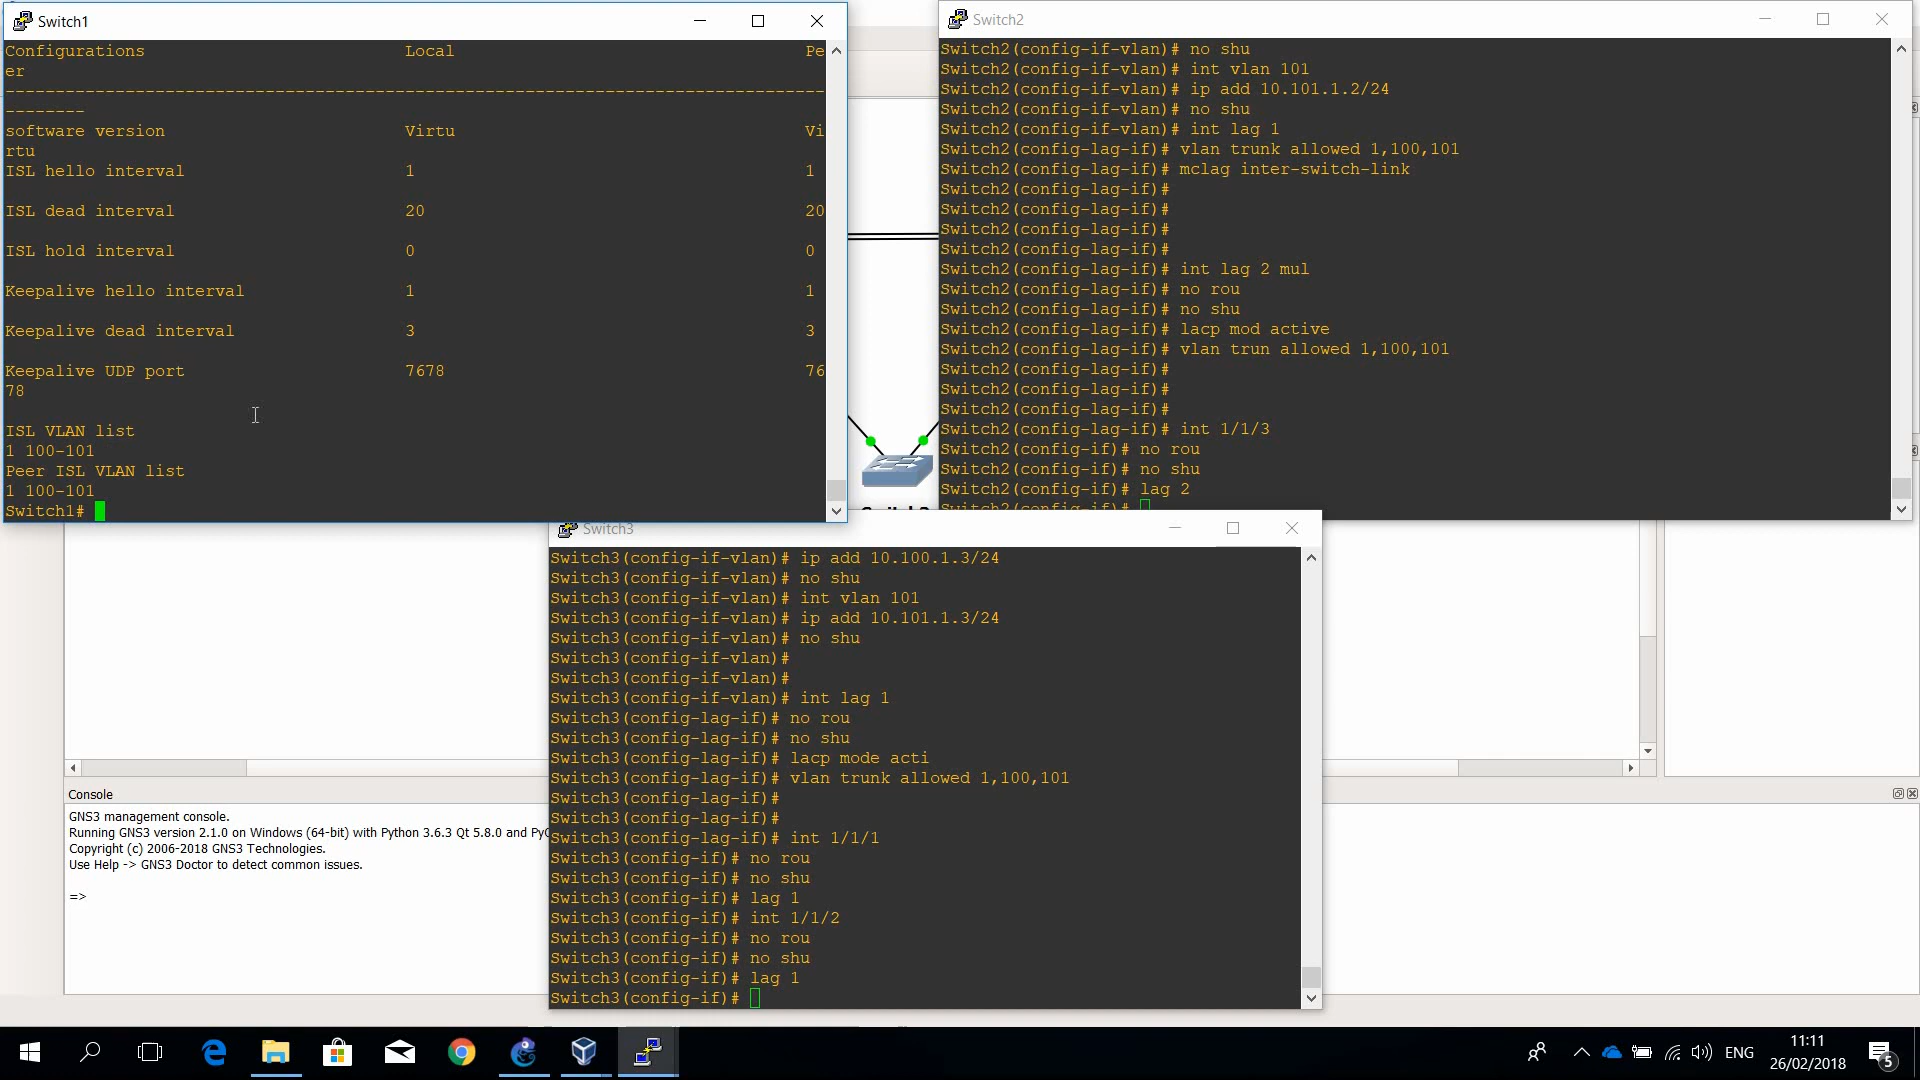 Switch1
Configurations Local Pe
er
--------------------------------------------------------------------------------
--------
software version Virtu Vi
rtu
ISL hello interval 1 1
ISL dead interval 20 20
ISL hold interval 0 0
Keepalive hello interval 1 1
Keepalive dead interval 3 3
Keepalive UDP port 7678 76
78
ISL VLAN list
1 100-101
Peer ISL VLAN list
1 100-101
Switch1#
Switch2
Switch2(config-if-vlan)# no shu
Switch2(config-if-vlan)# int vlan 101
Switch2(config-if-vlan)# ip add 10.101.1.2/24
Switch2(config-if-vlan)# no shu
Switch2(config-if-vlan)# int lag 1
Switch2(config-lag-if)# vlan trunk allowed 1,100,101
Switch2(config-lag-if)# mclag inter-switch-link
Switch2(config-lag-if)#
Switch2(config-lag-if)#
Switch2(config-lag-if)#
Switch2(config-lag-if)#
Switch2(config-lag-if)# int lag 2 mul
Switch2(config-lag-if)# no rou
Switch2(config-lag-if)# no shu
Switch2(config-lag-if)# lacp mod active
Switch2(config-lag-if)# vlan trun allowed 1,100,101
Switch2(config-lag-if)#
Switch2(config-lag-if)#
Switch2(config-lag-if)#
Switch2(config-lag-if)# int 1/1/3
Switch2(config-if)# no rou
Switch2(config-if)# no shu
Switch2(config-if)# lag 2
Switch2(config-if)#
Switch3
Switch3(config-if-vlan)# ip add 10.100.1.3/24
Switch3(config-if-vlan)# no shu
Switch3(config-if-vlan)# int vlan 101
Switch3(config-if-vlan)# ip add 10.101.1.3/24
Switch3(config-if-vlan)# no shu
Switch3(config-if-vlan)#
Switch3(config-if-vlan)#
Switch3(config-if-vlan)# int lag 1
Switch3(config-lag-if)# no rou
Switch3(config-lag-if)# no shu
Switch3(config-lag-if)# lacp mode acti
Switch3(config-lag-if)# vlan trunk allowed 1,100,101
Switch3(config-lag-if)#
Switch3(config-lag-if)#
Switch3(config-lag-if)# int 1/1/1
Switch3(config-if)# no rou
Switch3(config-if)# no shu
Switch3(config-if)# lag 1
Switch3(config-if)# int 1/1/2
Switch3(config-if)# no rou
Switch3(config-if)# no shu
Switch3(config-if)# lag 1
Switch3(config-if)#
Console
GNS3 management console.
Running GNS3 version 2.1.0 on Windows (64-bit) with Python 3.6.3 Qt 5.8.0 and
Copyright (c) 2006-2018 GNS3 Technologies.
Use Help -> GNS3 Doctor to detect common issues.
=>
ENG
11:11
26/02/2018
5